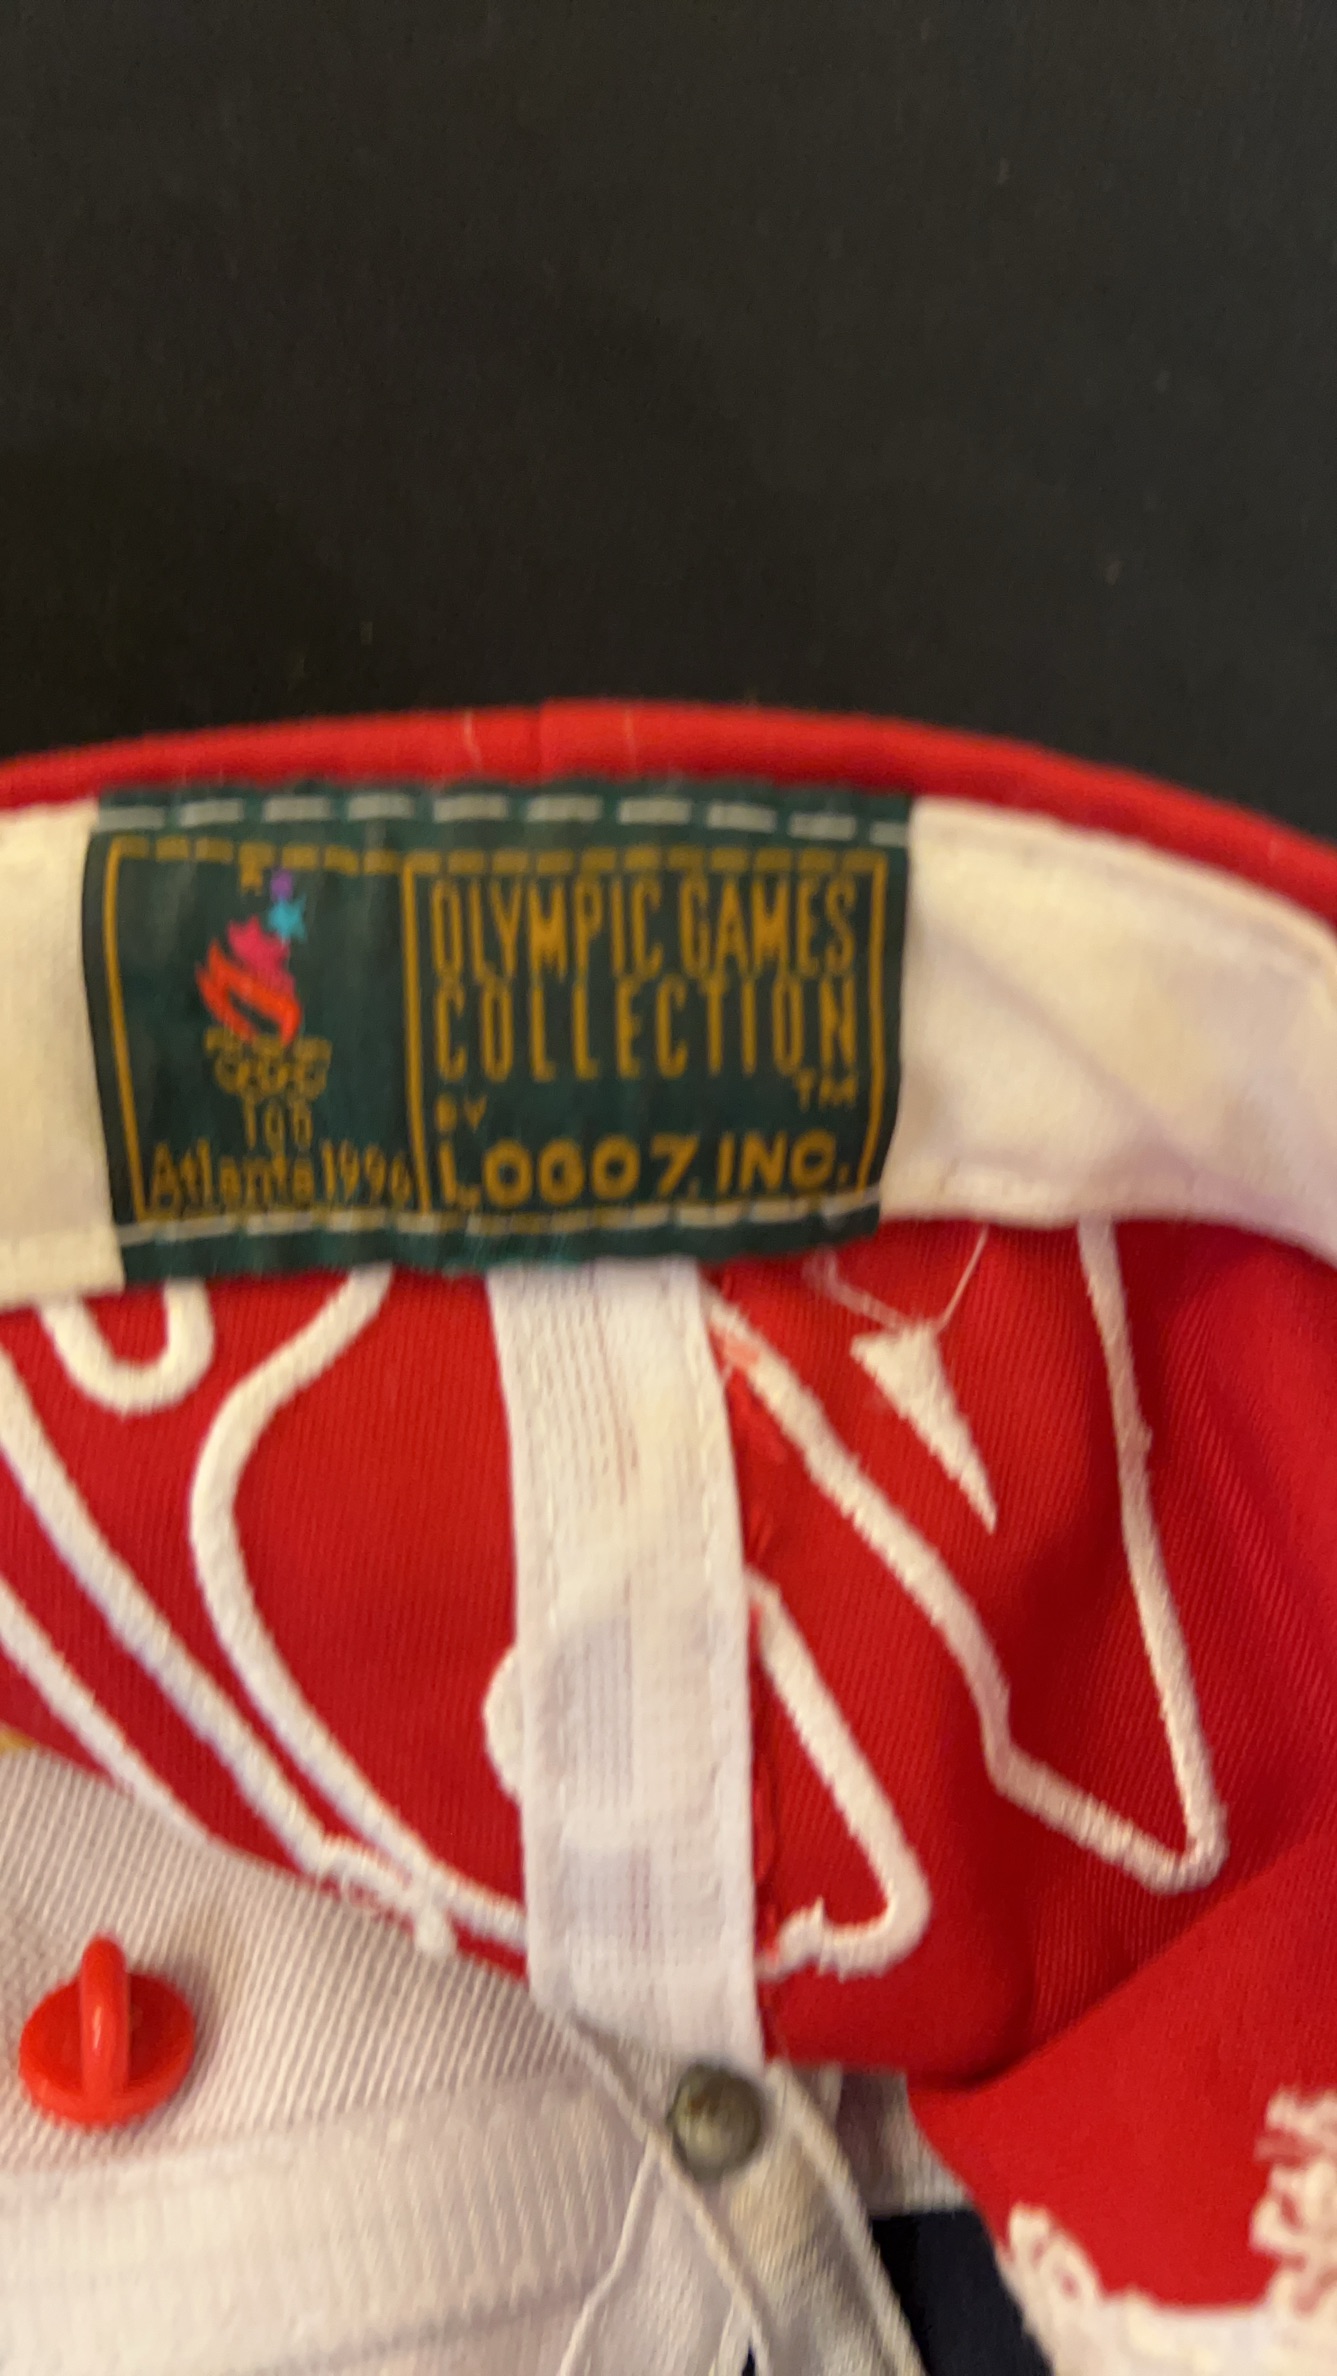 100
Atlanta 1996
OLYMPIC GAMES
COLLECTION
TM
BY
LOGO 7, INC.